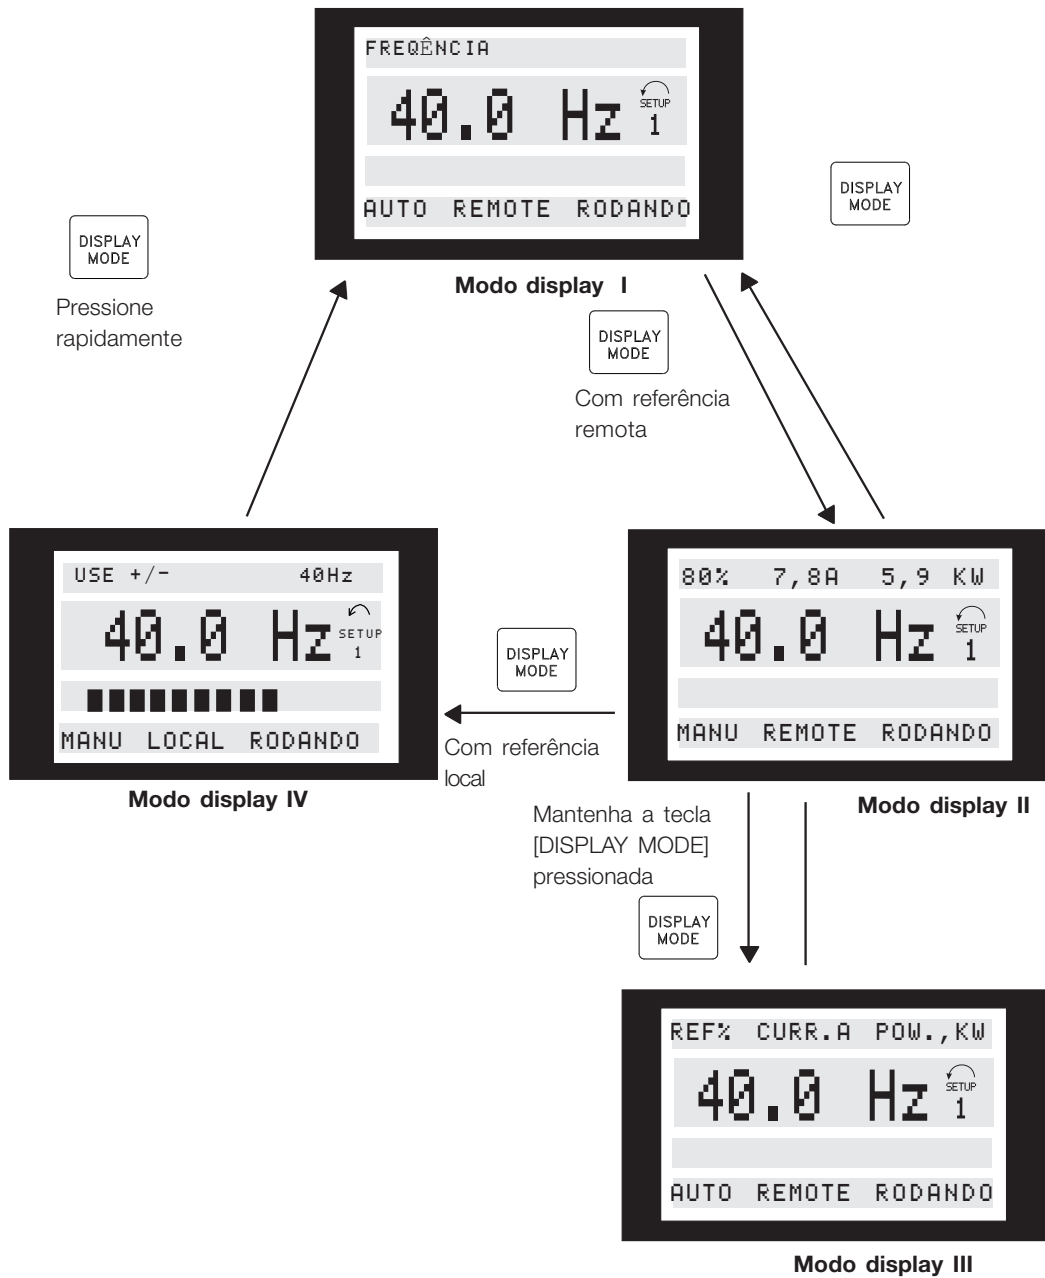 FREQÊNCIA
40.0 Hz
SETUP
1
AUTO REMOTE RODANDO
Modo display I
DISPLAY
MODE
Pressione
rapidamente
DISPLAY
MODE
DISPLAY
MODE
Com referência
remota
USE +/-  40Hz
40.0 Hz
SETUP
1
MANU LOCAL RODANDO
Modo display IV
DISPLAY
MODE
Com referência
local
80% 7,8A 5,9 KW
40.0 Hz
SETUP
1
MANU REMOTE RODANDO
Modo display II
Mantenha a tecla
[DISPLAY MODE]
pressionada
DISPLAY
MODE
REF% CURR.A POW.,KW
40.0 Hz
SETUP
1
AUTO REMOTE RODANDO
Modo display III